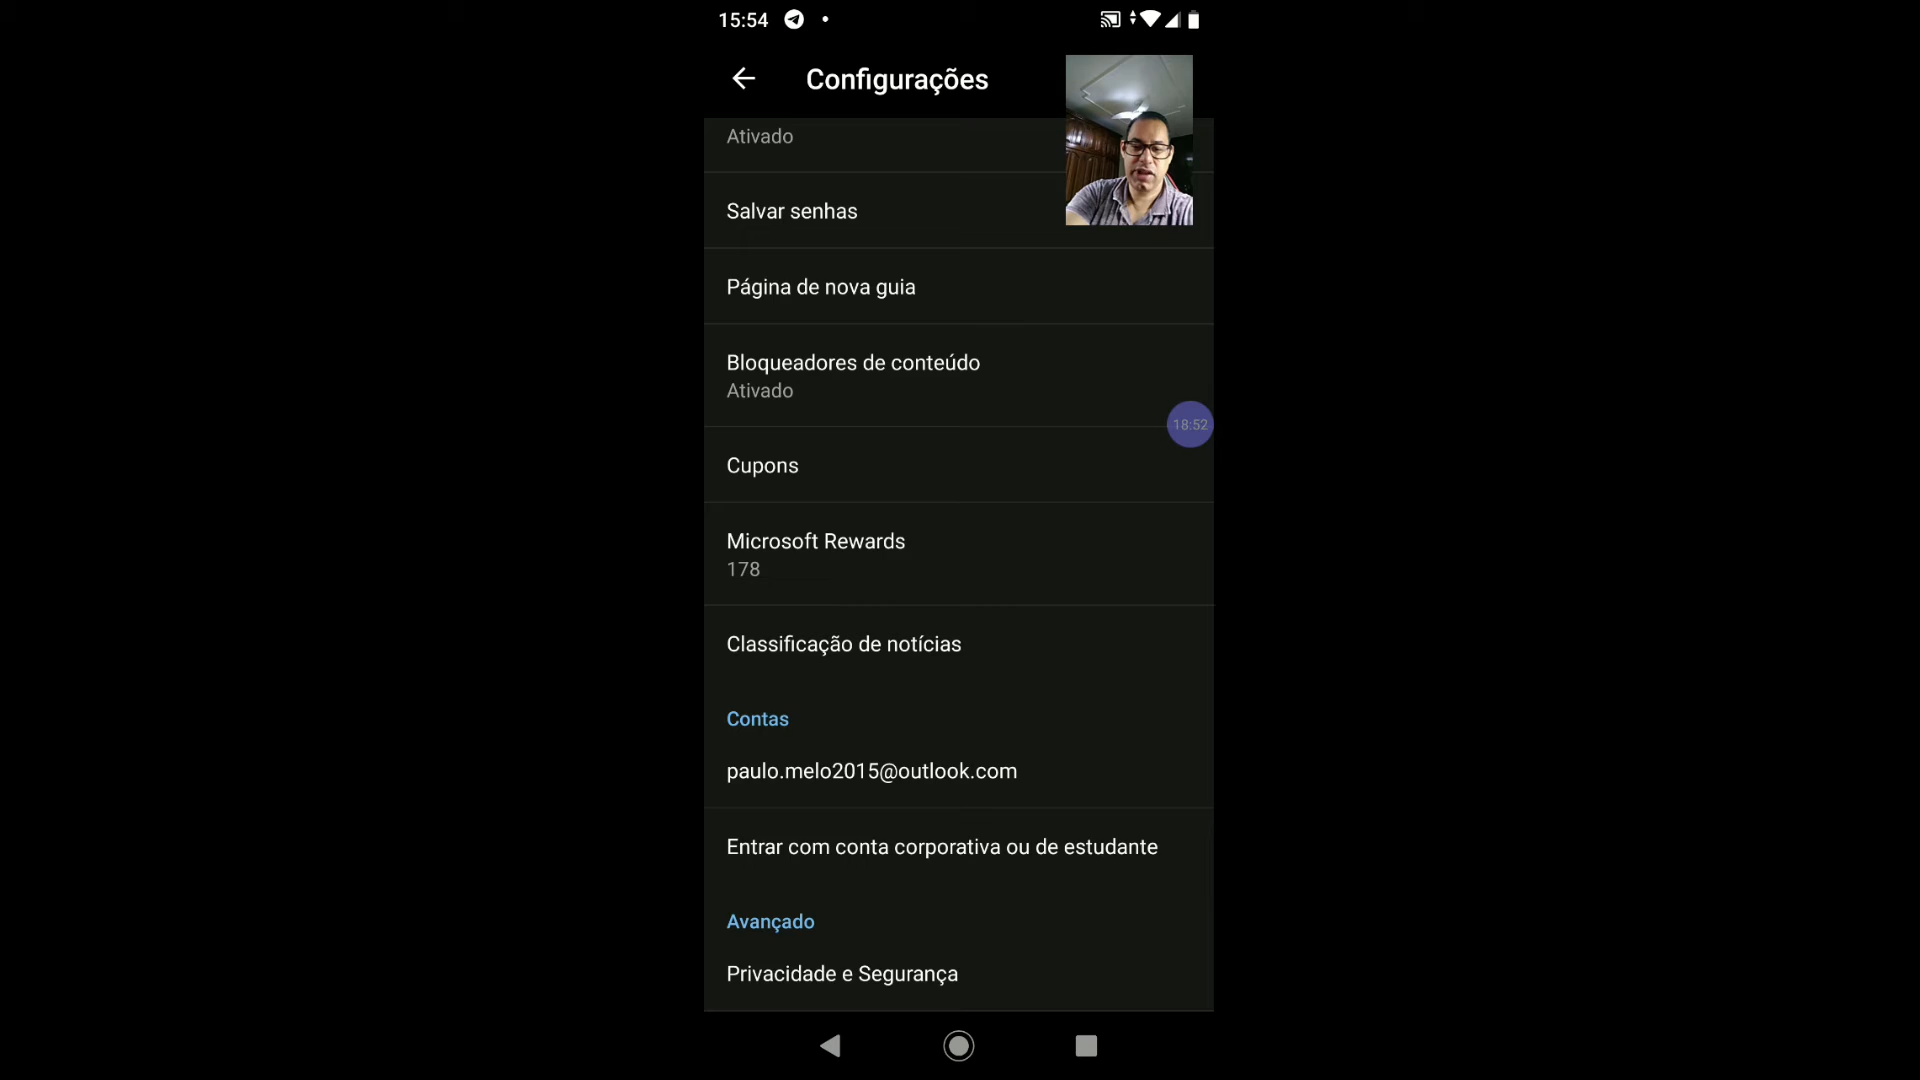 15:54
Configurações
Ativado
Salvar senhas
Página de nova guia
Bloqueadores de conteúdo
Ativado
18:52
Cupons
Microsoft Rewards
178
Classificação de notícias
Contas
paulo.melo2015@outlook.com
Entrar com conta corporativa ou de estudante
Avançado
Privacidade e Segurança